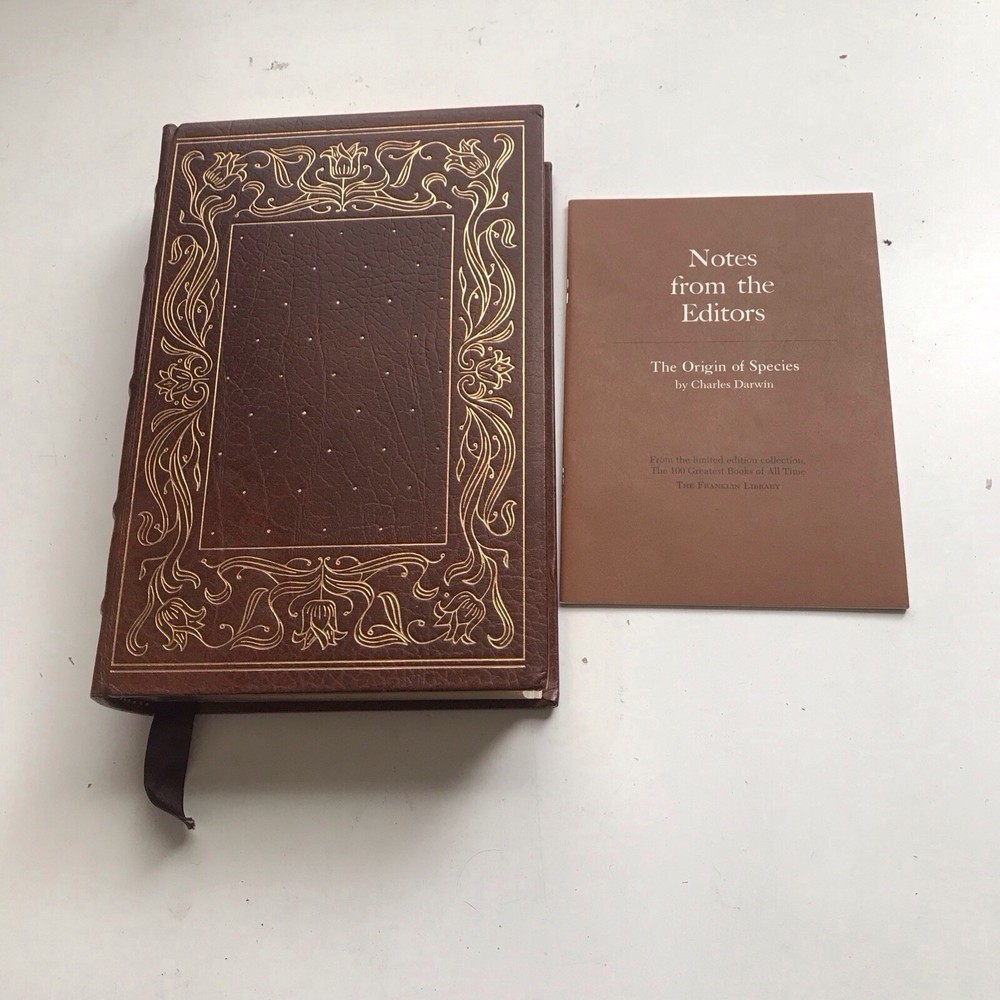 Notes
from the
Editors
The Origin of Species
by Charles Darwin
From the limited edition collection,
The 100 Greatest Books of All Time
THE FRANKLIN LIBRARY